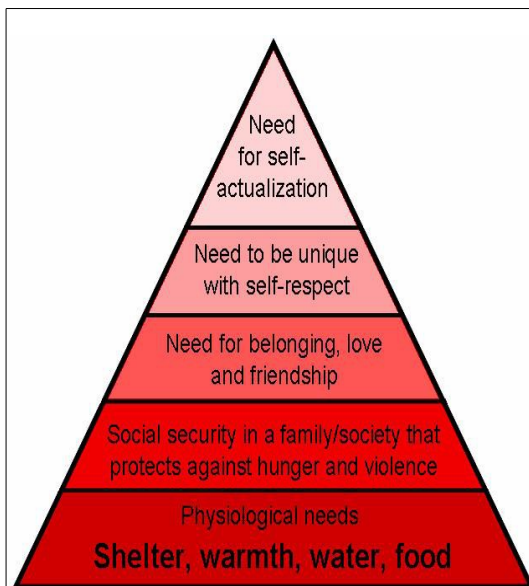 Need
for self-
actualization
Need to be unique
with self-respect
Need for belonging, love
and friendship
Social security in a family/society that
protects against hunger and violence
Physiological needs
Shelter, warmth, water, food